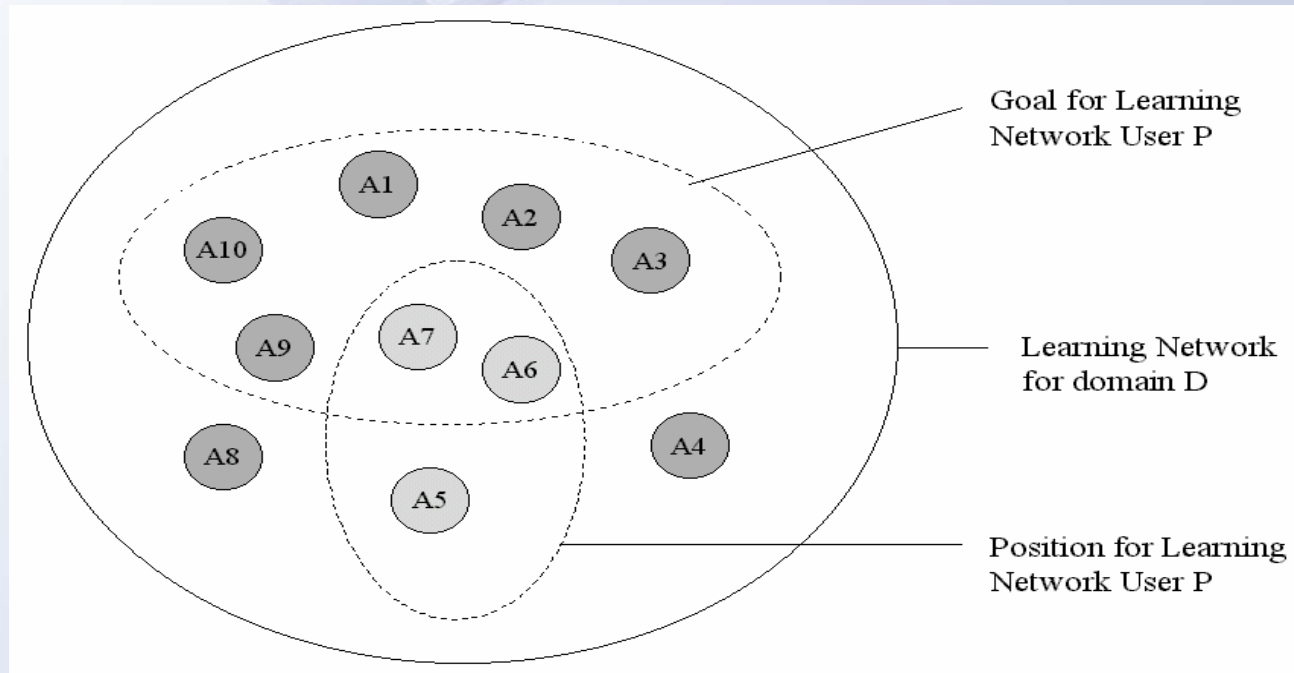 Goal for Learning
Network User P
A1
A2
A10
A3
A7
A9
A6
Learning Network
for domain D
A8
A4
A5
Position for Learning
Network User P